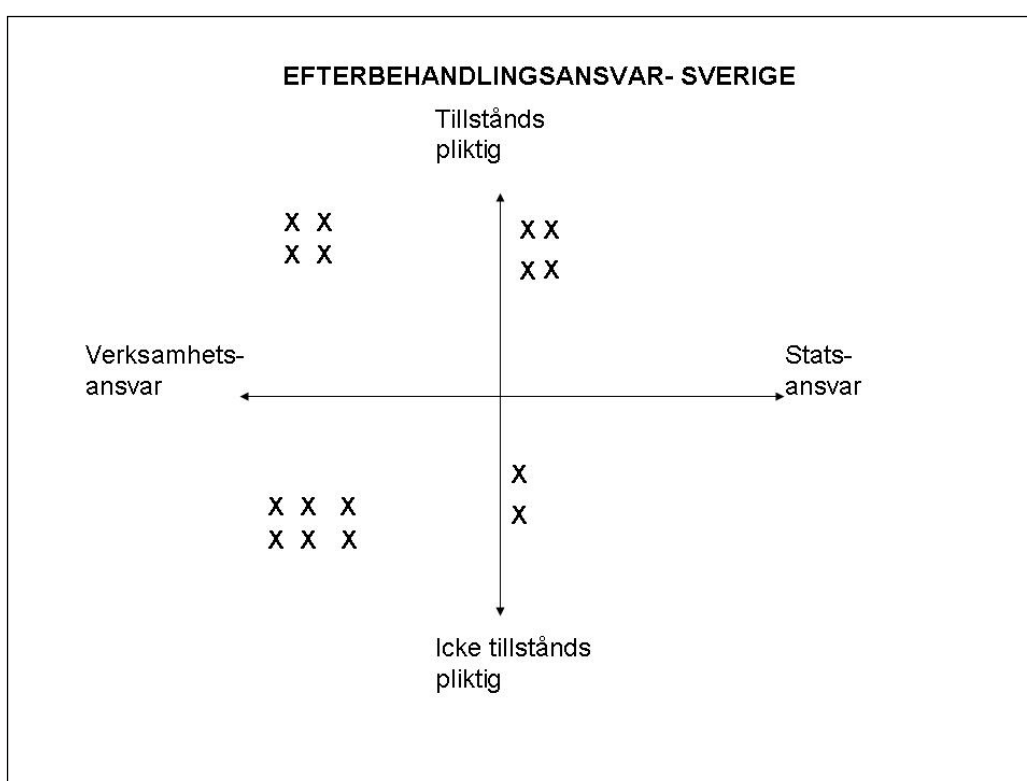 EFTERBEHANDLINGSANSVAR- SVERIGE
Tillstånds
pliktig
X X
X X
X X
X X
Verksamhets-
ansvar
Stats-
ansvar
X
X
X X X
X X X
Icke tillstånds
pliktig